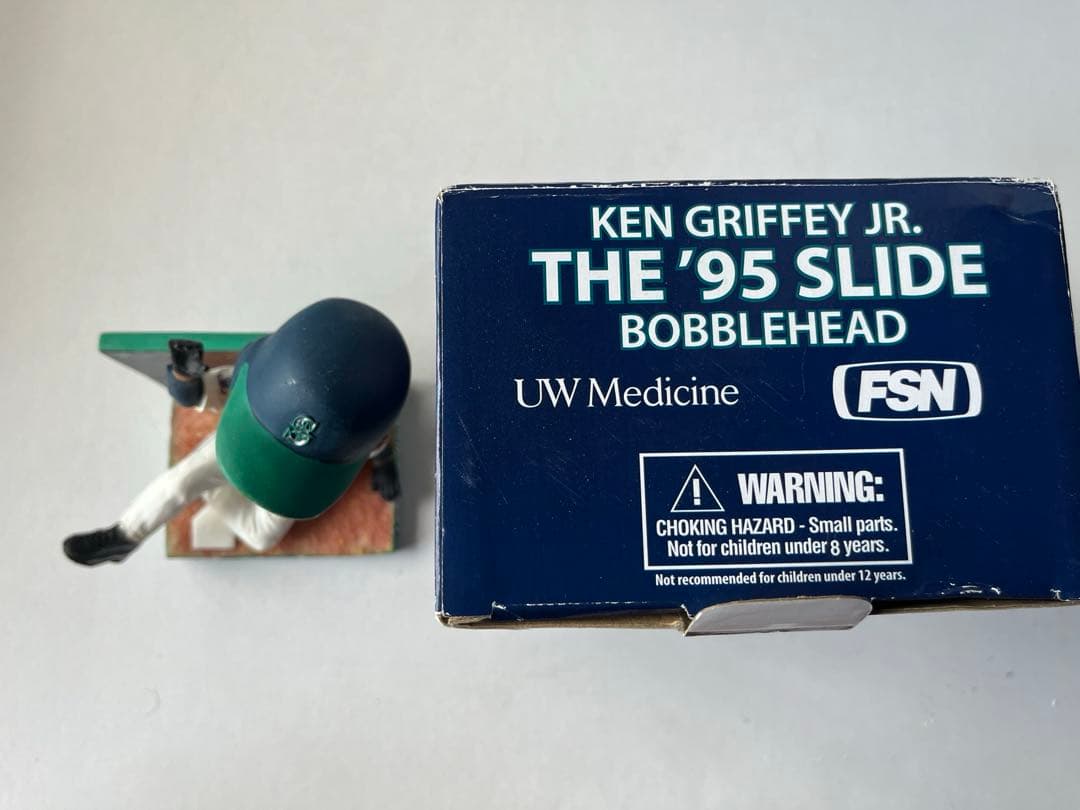 KEN GRIFFEY JR.
THE '95 SLIDE
BOBBLEHEAD
UW Medicine
FSN
WARNING:
CHOKING HAZARD - Small parts.
Not for children under 8 years.
Not recommended for children under 12 years.
S